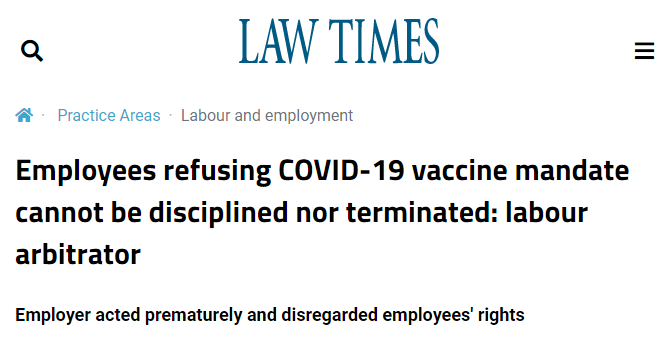 LAW TIMES
· Practice Areas · Labour and employment
Employees refusing COVID-19 vaccine mandate
cannot be disciplined nor terminated: labour
arbitrator
Employer acted prematurely and disregarded employees' rights